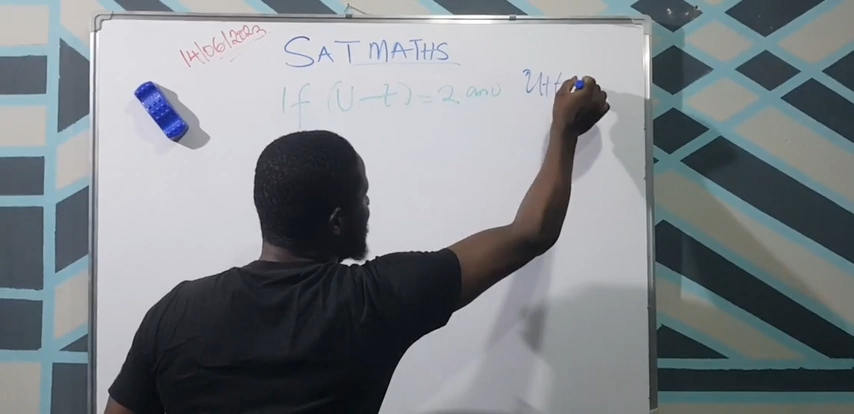 14/06/2023
SAT MATHS
If (U-t) = 2 and U+t